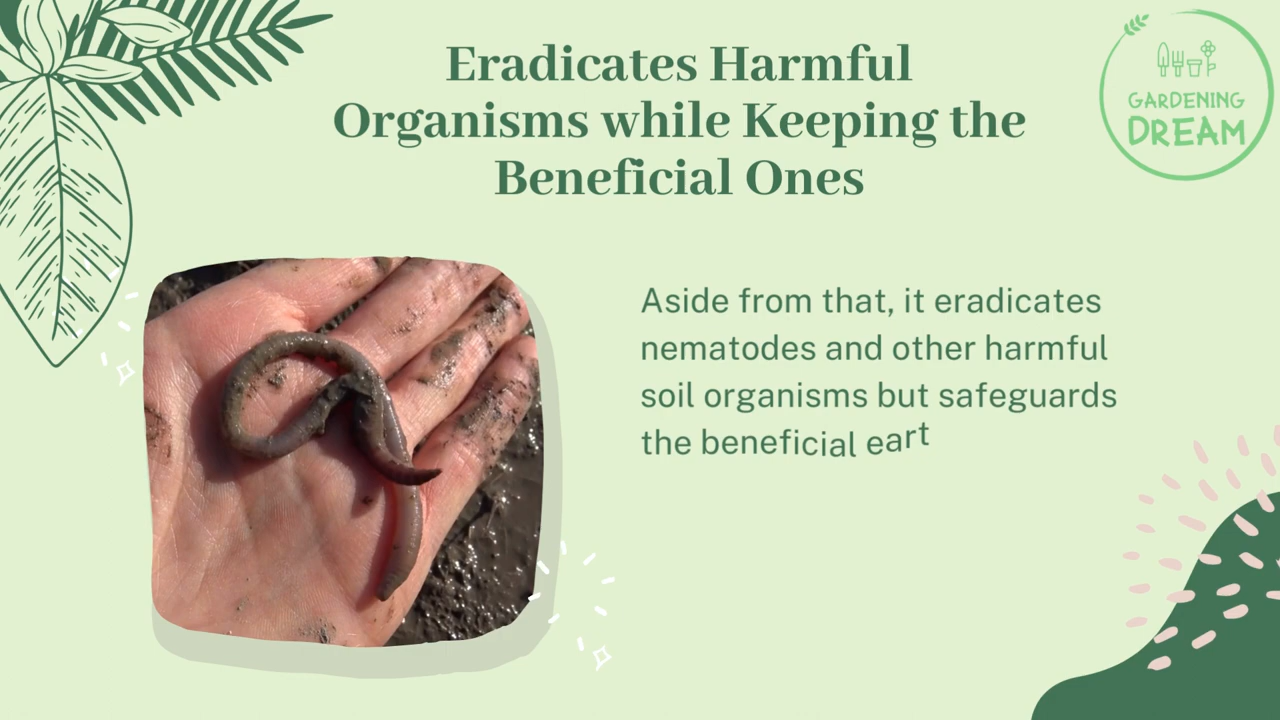 Eradicates Harmful
Organisms while Keeping the
Beneficial Ones
GARDENING
DREAM
Aside from that, it eradicates
nematodes and other harmful
soil organisms but safeguards
the beneficial eart